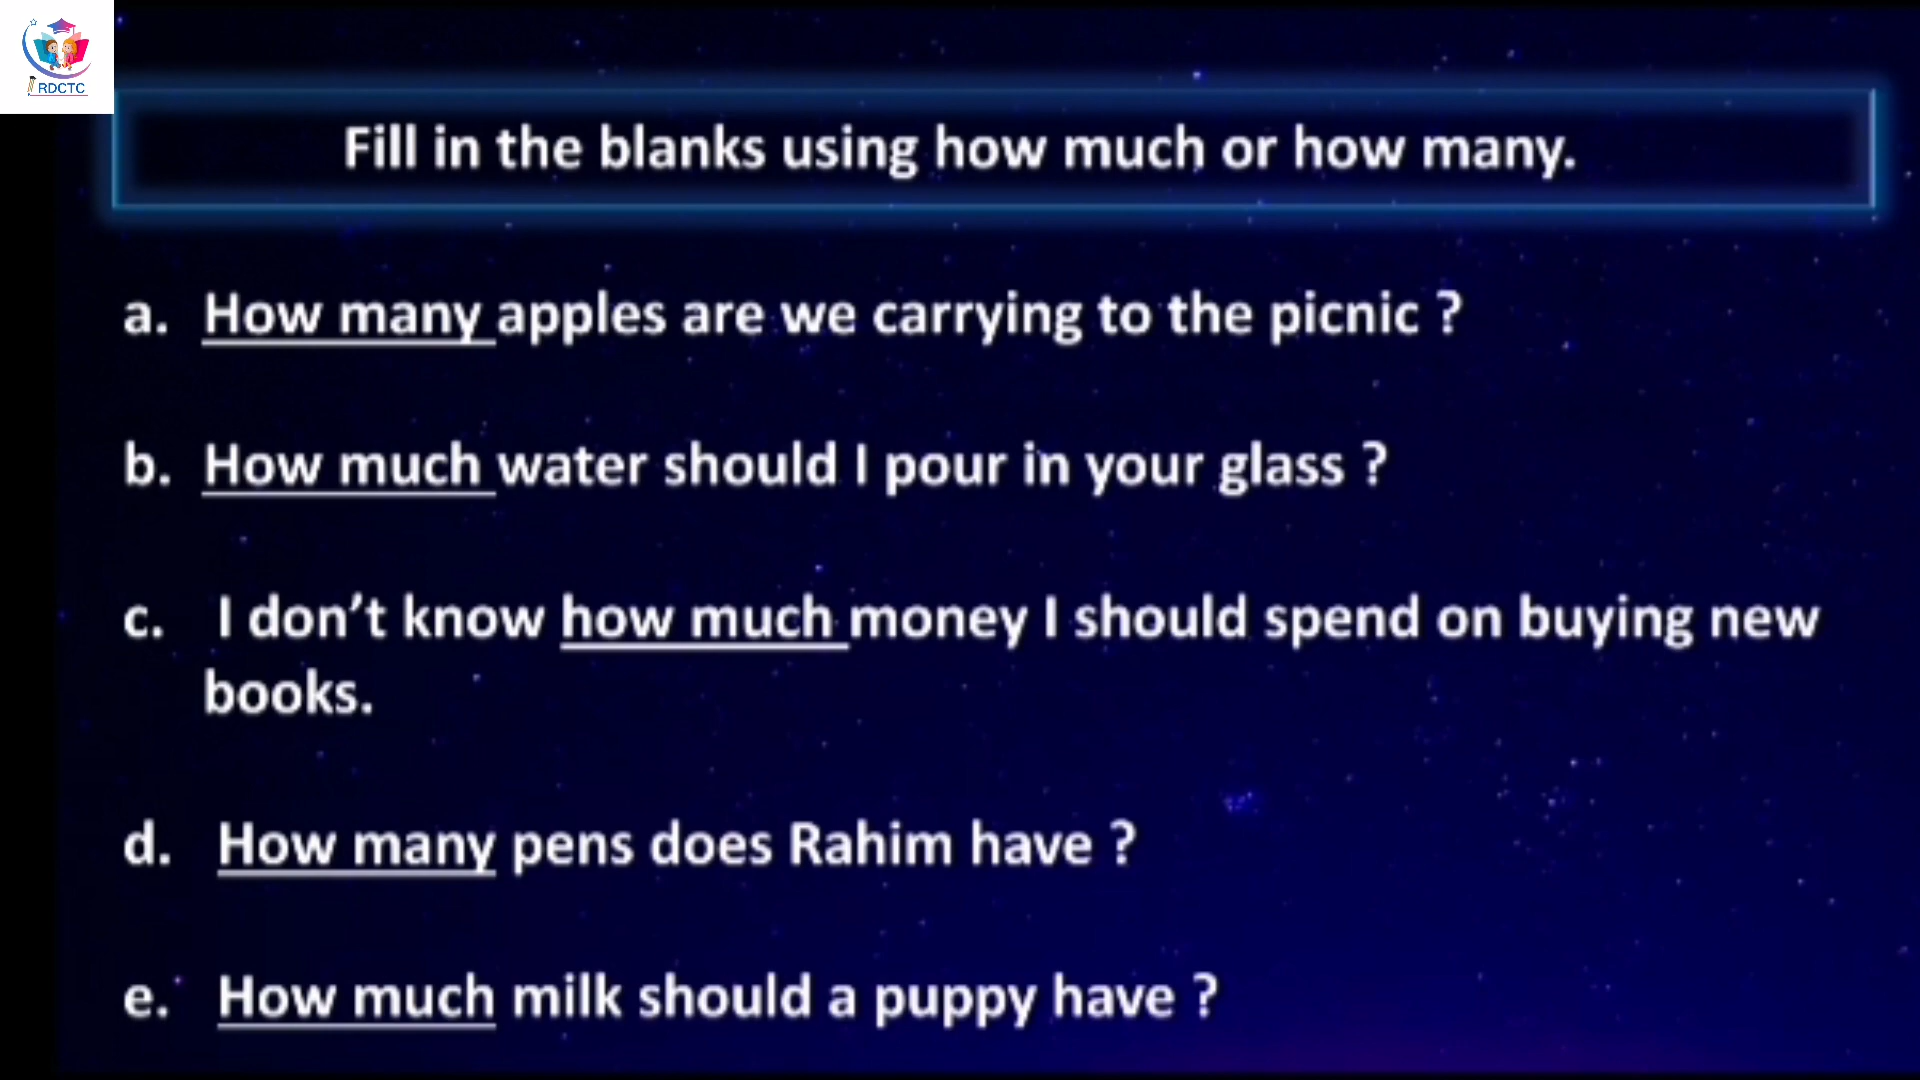 RDCTC
Fill in the blanks using how much or how many.
a. How many apples are we carrying to the picnic ?
b. How much water should I pour in your glass ?
c. I don’t know how much money I should spend on buying new
books.
d. How many pens does Rahim have ?
e. How much milk should a puppy have ?